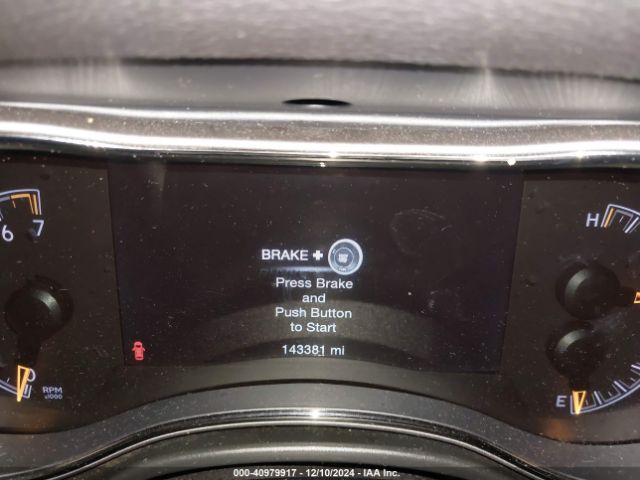 6 7
H
BRAKE +
Press Brake
and
Push Button
to Start
143381 mi
0
RPM
x1000
E
000-40979917 - 12/10/2024 - IAA Inc.